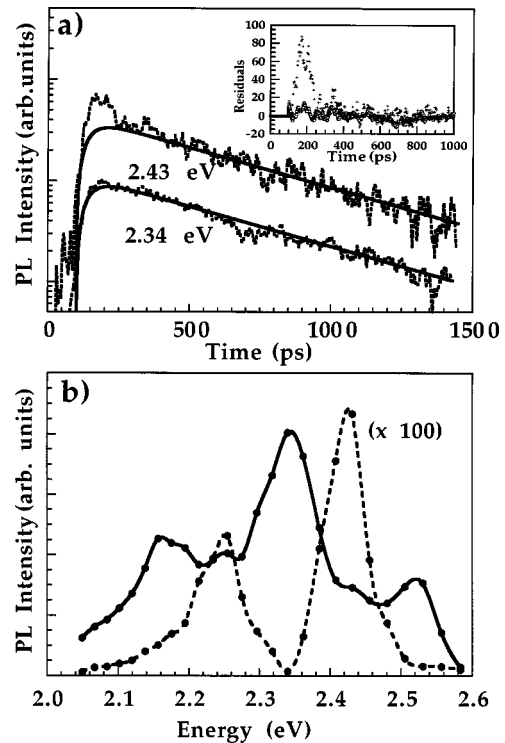 a)
PL Intensity (arb.units)
2.43 eV
2.34 eV
Residuals
100
80
60
40
20
0
-20
0 200 400 600 800 1000
Time (ps)
0 500 1000 1500
Time (ps)
b)
PL Intensity (arb. units)
(x 100)
2.0 2.1 2.2 2.3 2.4 2.5 2.6
Energy (eV)